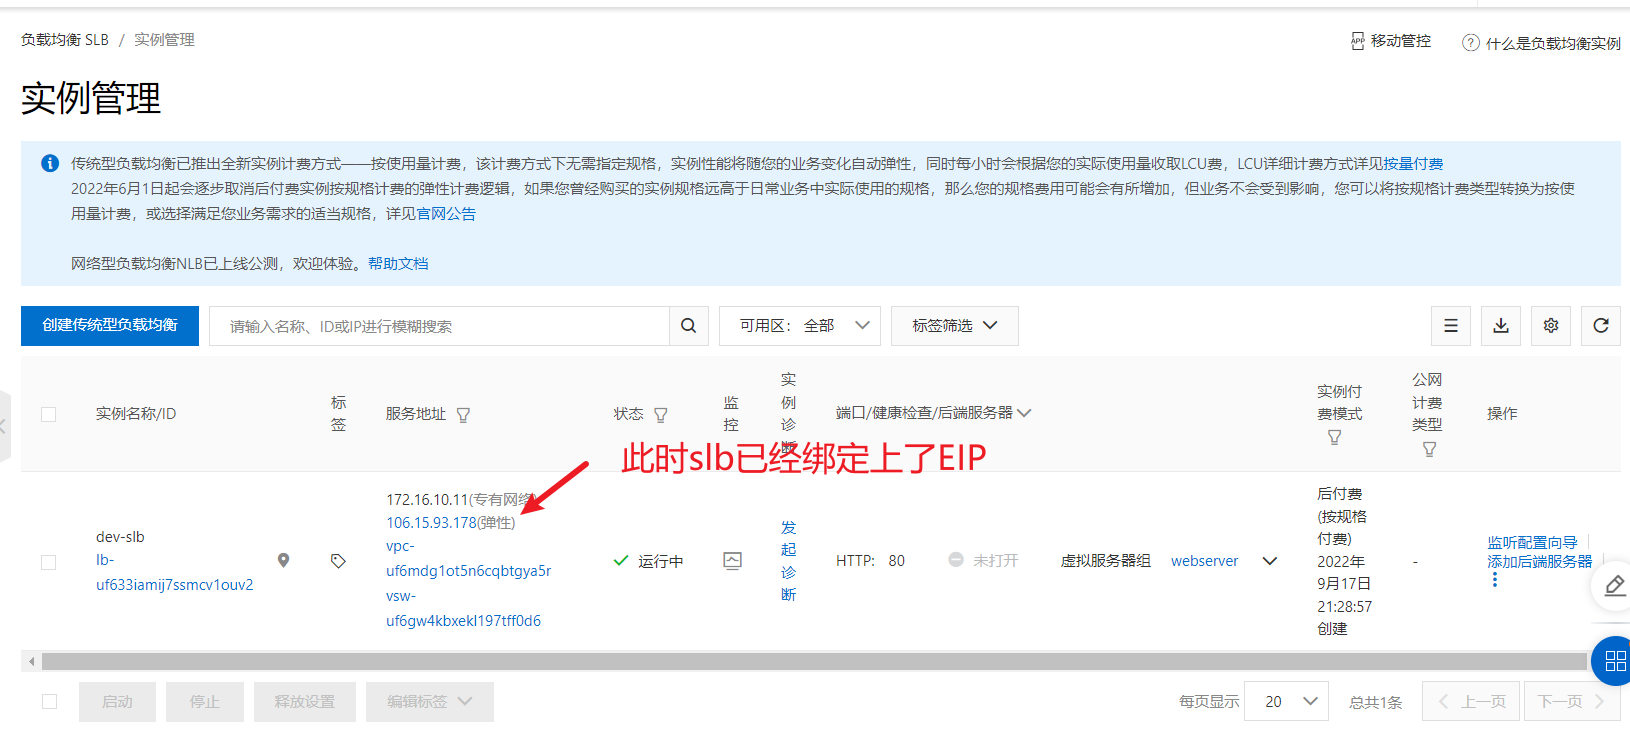 负载均衡 SLB / 实例管理
APP 移动管控
什么是负载均衡实例
实例管理
传统型负载均衡已推出全新实例计费方式——按使用量计费，该计费方式下无需指定规格，实例性能将随您的业务变化自动弹性，同时每小时会根据您的实际使用量收取LCU费，LCU详细计费方式详见按量付费
2022年6月1日起会逐步取消后付费实例按规格计费的弹性计费逻辑，如果您曾经购买的实例规格远高于日常业务中实际使用的规格，那么您的规格费用可能会有所增加，但业务不会受到影响，您可以将按规格计费类型转换为按使
用量计费，或选择满足您业务需求的适当规格，详见官网公告
网络型负载均衡NLB已上线公测，欢迎体验。帮助文档
创建传统型负载均衡
请输入名称、ID或IP进行模糊搜索
可用区： 全部
标签筛选
实例名称/ID
标
签
服务地址
状态
监
控
实
例
诊
断
端口/健康检查/后端服务器
实例付
费模式
公网
计费
类型
操作
此时slb已经绑定上了EIP
dev-slb
lb-
uf633iamij7ssmcv1ouv2
172.16.10.11(专有网络)
106.15.93.178(弹性)
vpc-
uf6mdg1ot5n6cqbtgya5r
vsw-
uf6gw4kbxekl197tff0d6
运行中
发
起
诊
断
HTTP: 80
未打开
虚拟服务器组
webserver
后付费
(按规格
付费)
2022年
9月17日
21:28:57
创建
-
监听配置向导
添加后端服务器
启动
停止
释放设置
编辑标签
每页显示
20
总共1条
上一页
下一页